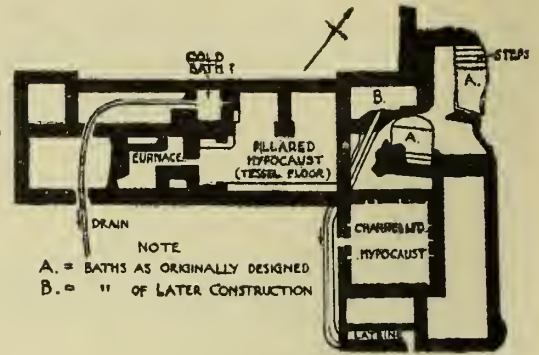 COLD
BATH ?
STEPS
A.
B.
A.
FURNACE
PILLARED
HYPOCAUST
(TESSEL. FLOOR)
CHANNELLED
HYPOCAUST
DRAIN
NOTE
A. = BATHS AS ORIGINALLY DESIGNED
B. = " OF LATER CONSTRUCTION
LATRINE